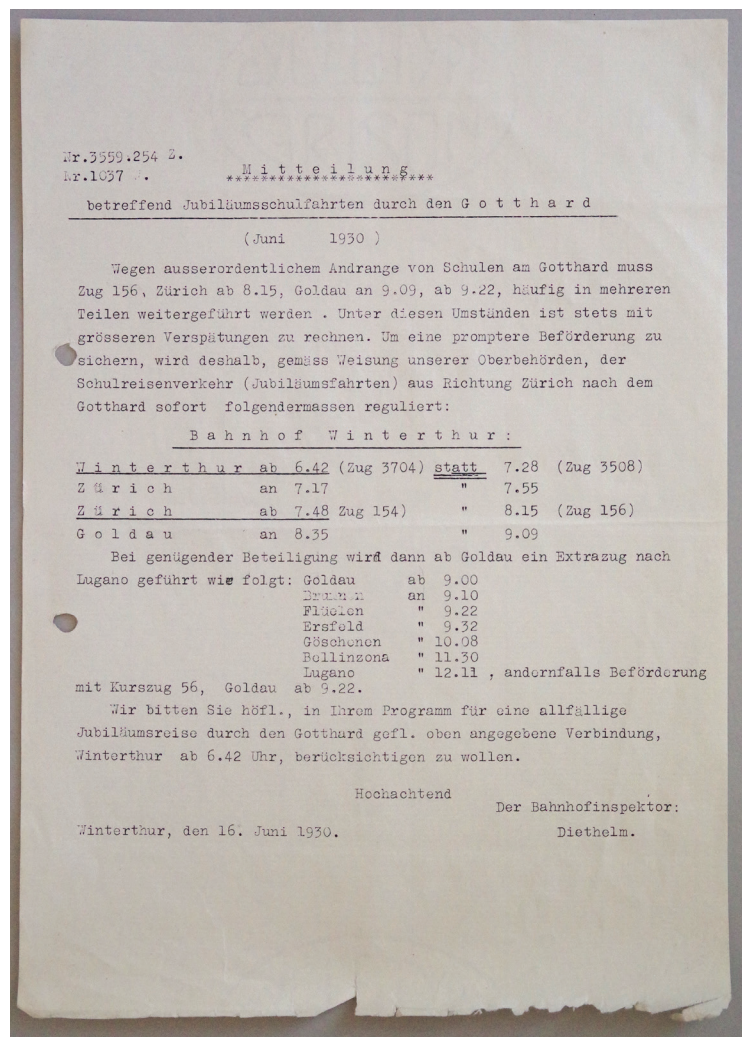 Nr.3559.254 Z.
Nr.1037 .
M i t t e i l u n g
************************
betreffend Jubiläumsschulfahrten durch den G o t t h a r d
(Juni 1930 )
Wegen ausserordentlichem Andrange von Schulen am Gotthard muss
Zug 156, Zürich ab 8.15, Goldau an 9.09, ab 9.22, häufig in mehreren
Teilen weitergeführt werden . Unter diesen Umständen ist stets mit
grösseren Verspätungen zu rechnen. Um eine promptere Beförderung zu
sichern, wird deshalb, gemäss Weisung unserer Oberbehörden, der
Schulreisenverkehr (Jubiläumsfahrten) aus Richtung Zürich nach dem
Gotthard sofort folgendermassen reguliert:
B a h n h o f W i n t e r t h u r :
W i n t e r t h u r ab 6.42 (Zug 3704) statt 7.28 (Zug 3508)
Z ü r i c h an 7.17 " 7.55
Z ü r i c h ab 7.48 Zug 154) " 8.15 (Zug 156)
G o l d a u an 8.35 " 9.09
Bei genügender Beteiligung wird dann ab Goldau ein Extrazug nach
Lugano geführt wie folgt: Goldau ab 9.00
Brunnen an 9.10
Flüelen " 9.22
Ersfeld " 9.32
Göschenen " 10.08
Bellinzona " 11.30
Lugano " 12.11 , andernfalls Beförderung
mit Kurszug 56, Goldau ab 9.22.
Wir bitten Sie höfl., in Ihrem Programm für eine allfällige
Jubiläumsreise durch den Gotthard gefl. oben angegebene Verbindung,
Winterthur ab 6.42 Uhr, berücksichtigen zu wollen.
Hochachtend
Der Bahnhofinspektor:
Winterthur, den 16. Juni 1930.
Diethelm.